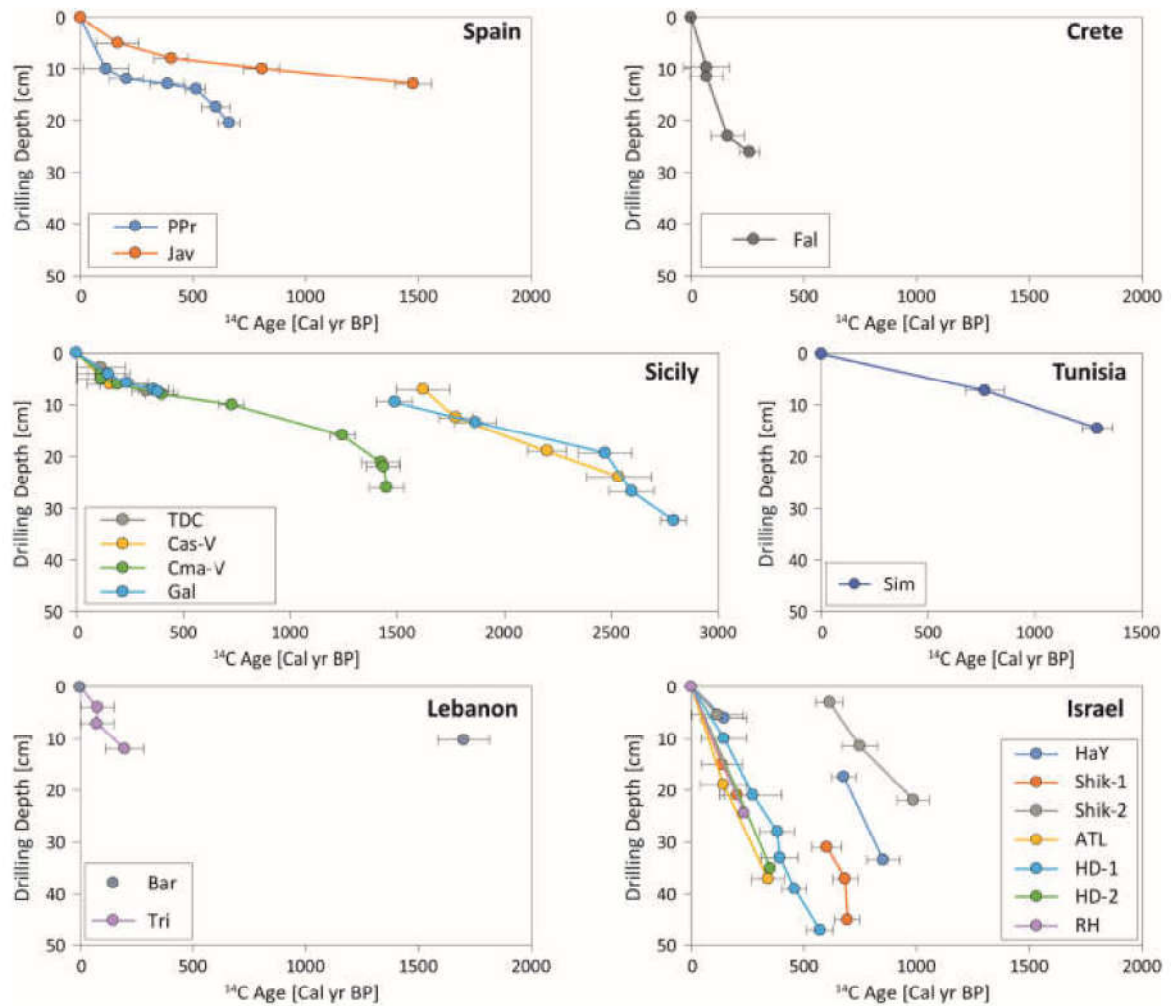 Spain
0
10
20
30
40
50
Drilling Depth [cm]
PPr
Jav
0 500 1000 1500 2000
¹⁴C Age [Cal yr BP]
Crete
0
10
20
30
40
50
Drilling Depth [cm]
Fal
0 500 1000 1500 2000
¹⁴C Age [Cal yr BP]
Sicily
0
10
20
30
40
50
Drilling Depth [cm]
TDC
Cas-V
Cma-V
Gal
0 500 1000 1500 2000 2500 3000
¹⁴C Age [Cal yr BP]
Tunisia
0
10
20
30
40
50
Drilling Depth [cm]
Sim
0 500 1000 1500
¹⁴C Age [Cal yr BP]
Lebanon
0
10
20
30
40
50
Drilling Depth [cm]
Bar
Tri
0 500 1000 1500 2000
¹⁴C Age [Cal yr BP]
Israel
0
10
20
30
40
50
Drilling Depth [cm]
HaY
Shik-1
Shik-2
ATL
HD-1
HD-2
RH
0 500 1000 1500 2000
¹⁴C Age [Cal yr BP]